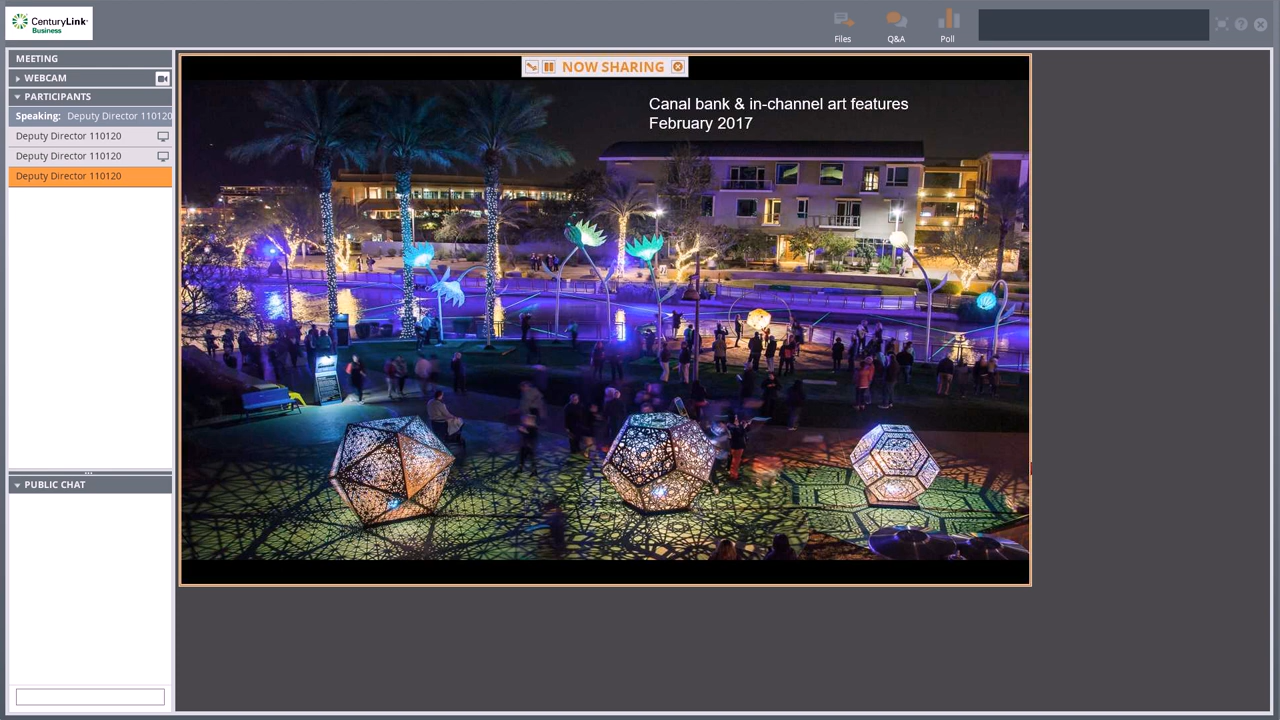 CenturyLink
Business
Files
Q&A
Poll
MEETING
WEBCAM
PARTICIPANTS
Speaking: Deputy Director 110120
Deputy Director 110120
Deputy Director 110120
Deputy Director 110120
PUBLIC CHAT
NOW SHARING
Canal bank & in-channel art features
February 2017